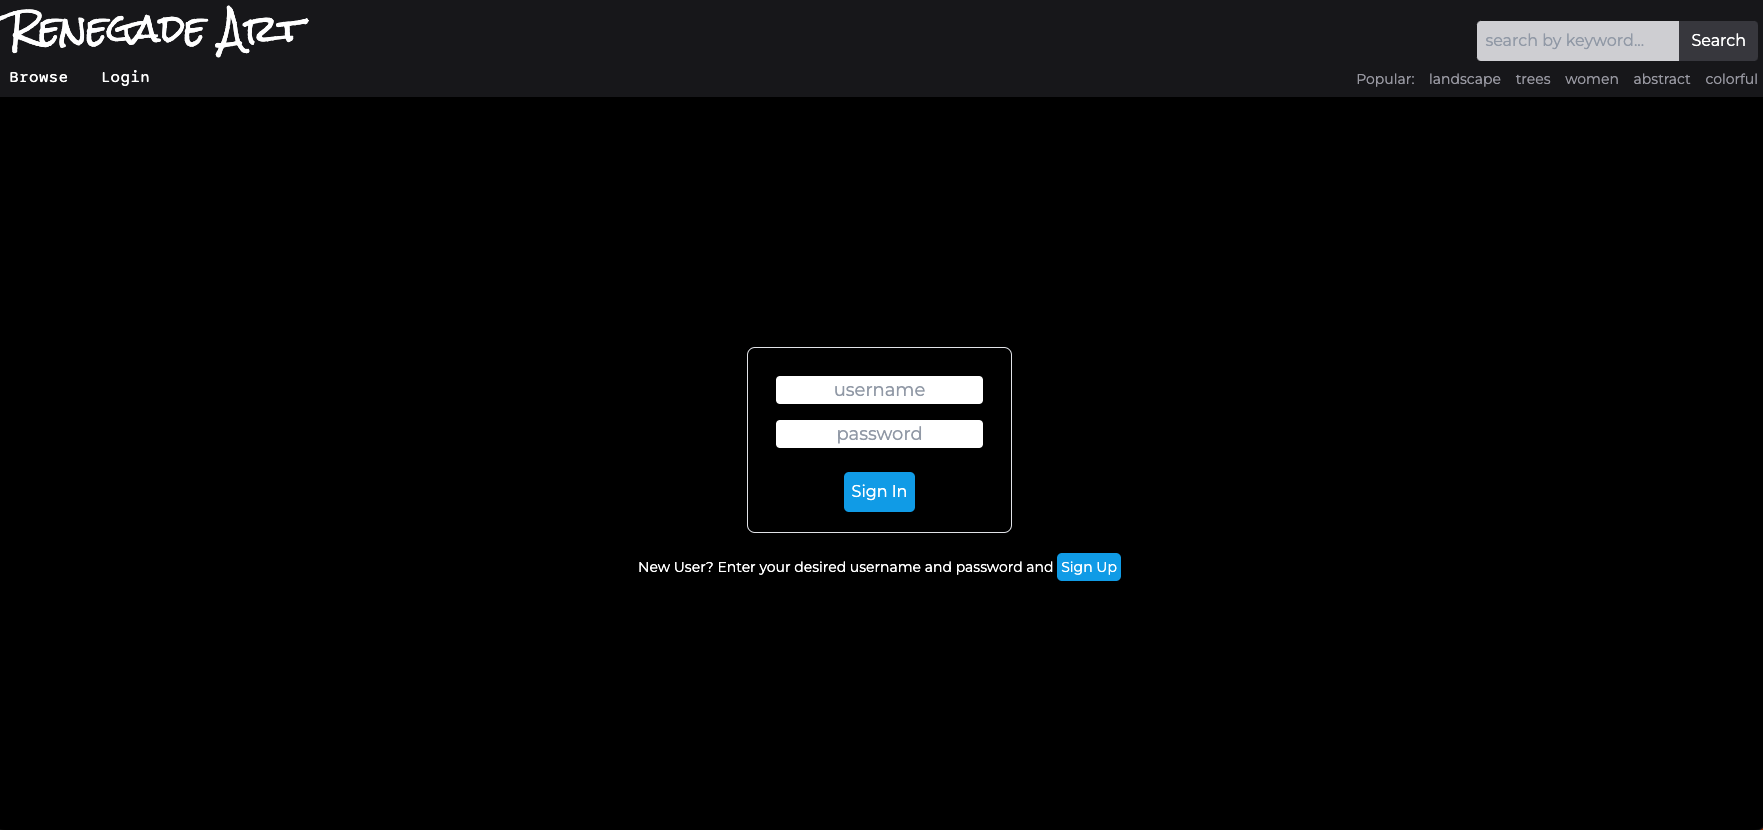 Renegade Art
search by keyword... Search
Browse Login
Popular: landscape trees women abstract colorful
username
password
Sign In
New User? Enter your desired username and password and Sign Up